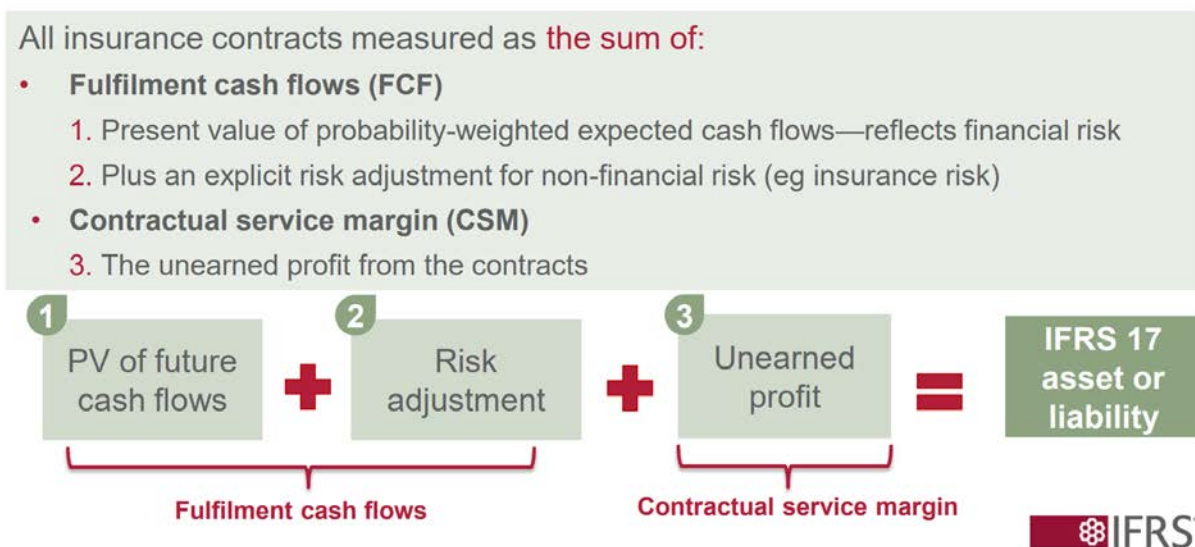 All insurance contracts measured as the sum of:
• Fulfilment cash flows (FCF)
1. Present value of probability-weighted expected cash flows—reflects financial risk
2. Plus an explicit risk adjustment for non-financial risk (eg insurance risk)
• Contractual service margin (CSM)
3. The unearned profit from the contracts
1
PV of future
cash flows
+
2
Risk
adjustment
+
3
Unearned
profit
=
IFRS 17
asset or
liability
Fulfilment cash flows
Contractual service margin
IFRS